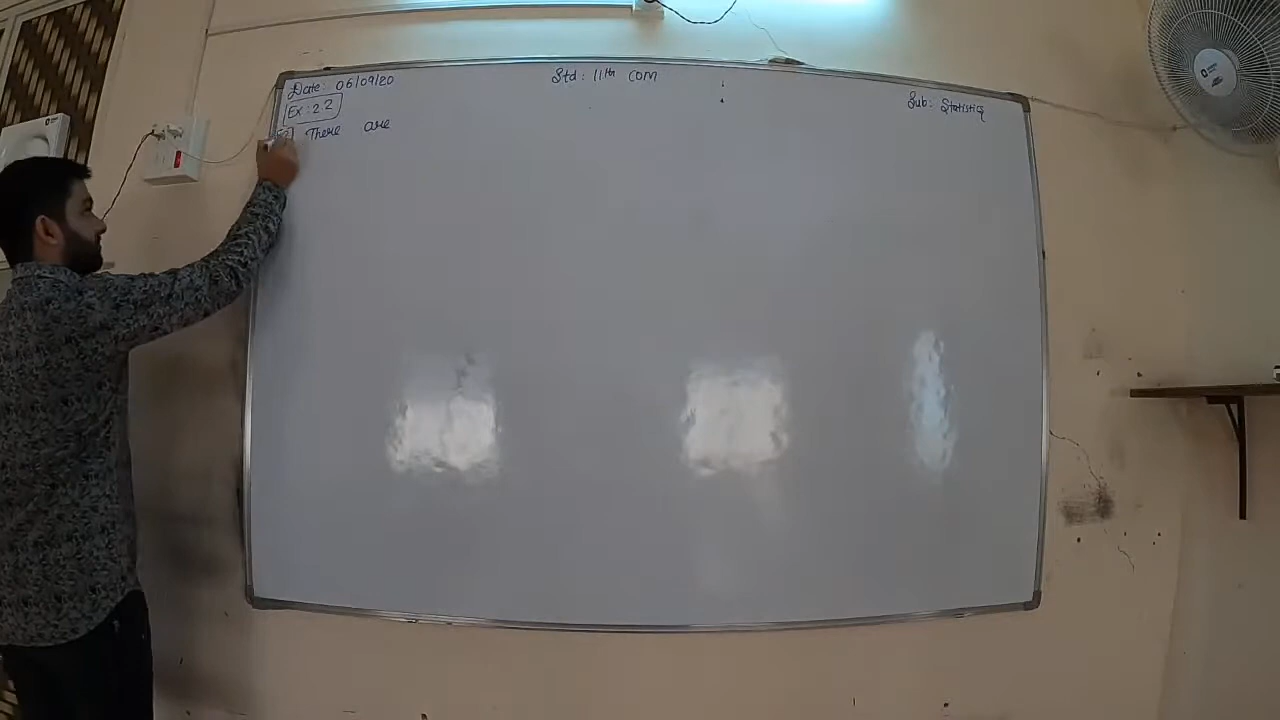 Date: 06/09/20
Std: 11th com
Sub: Statistics
Ex: 2.2
There are